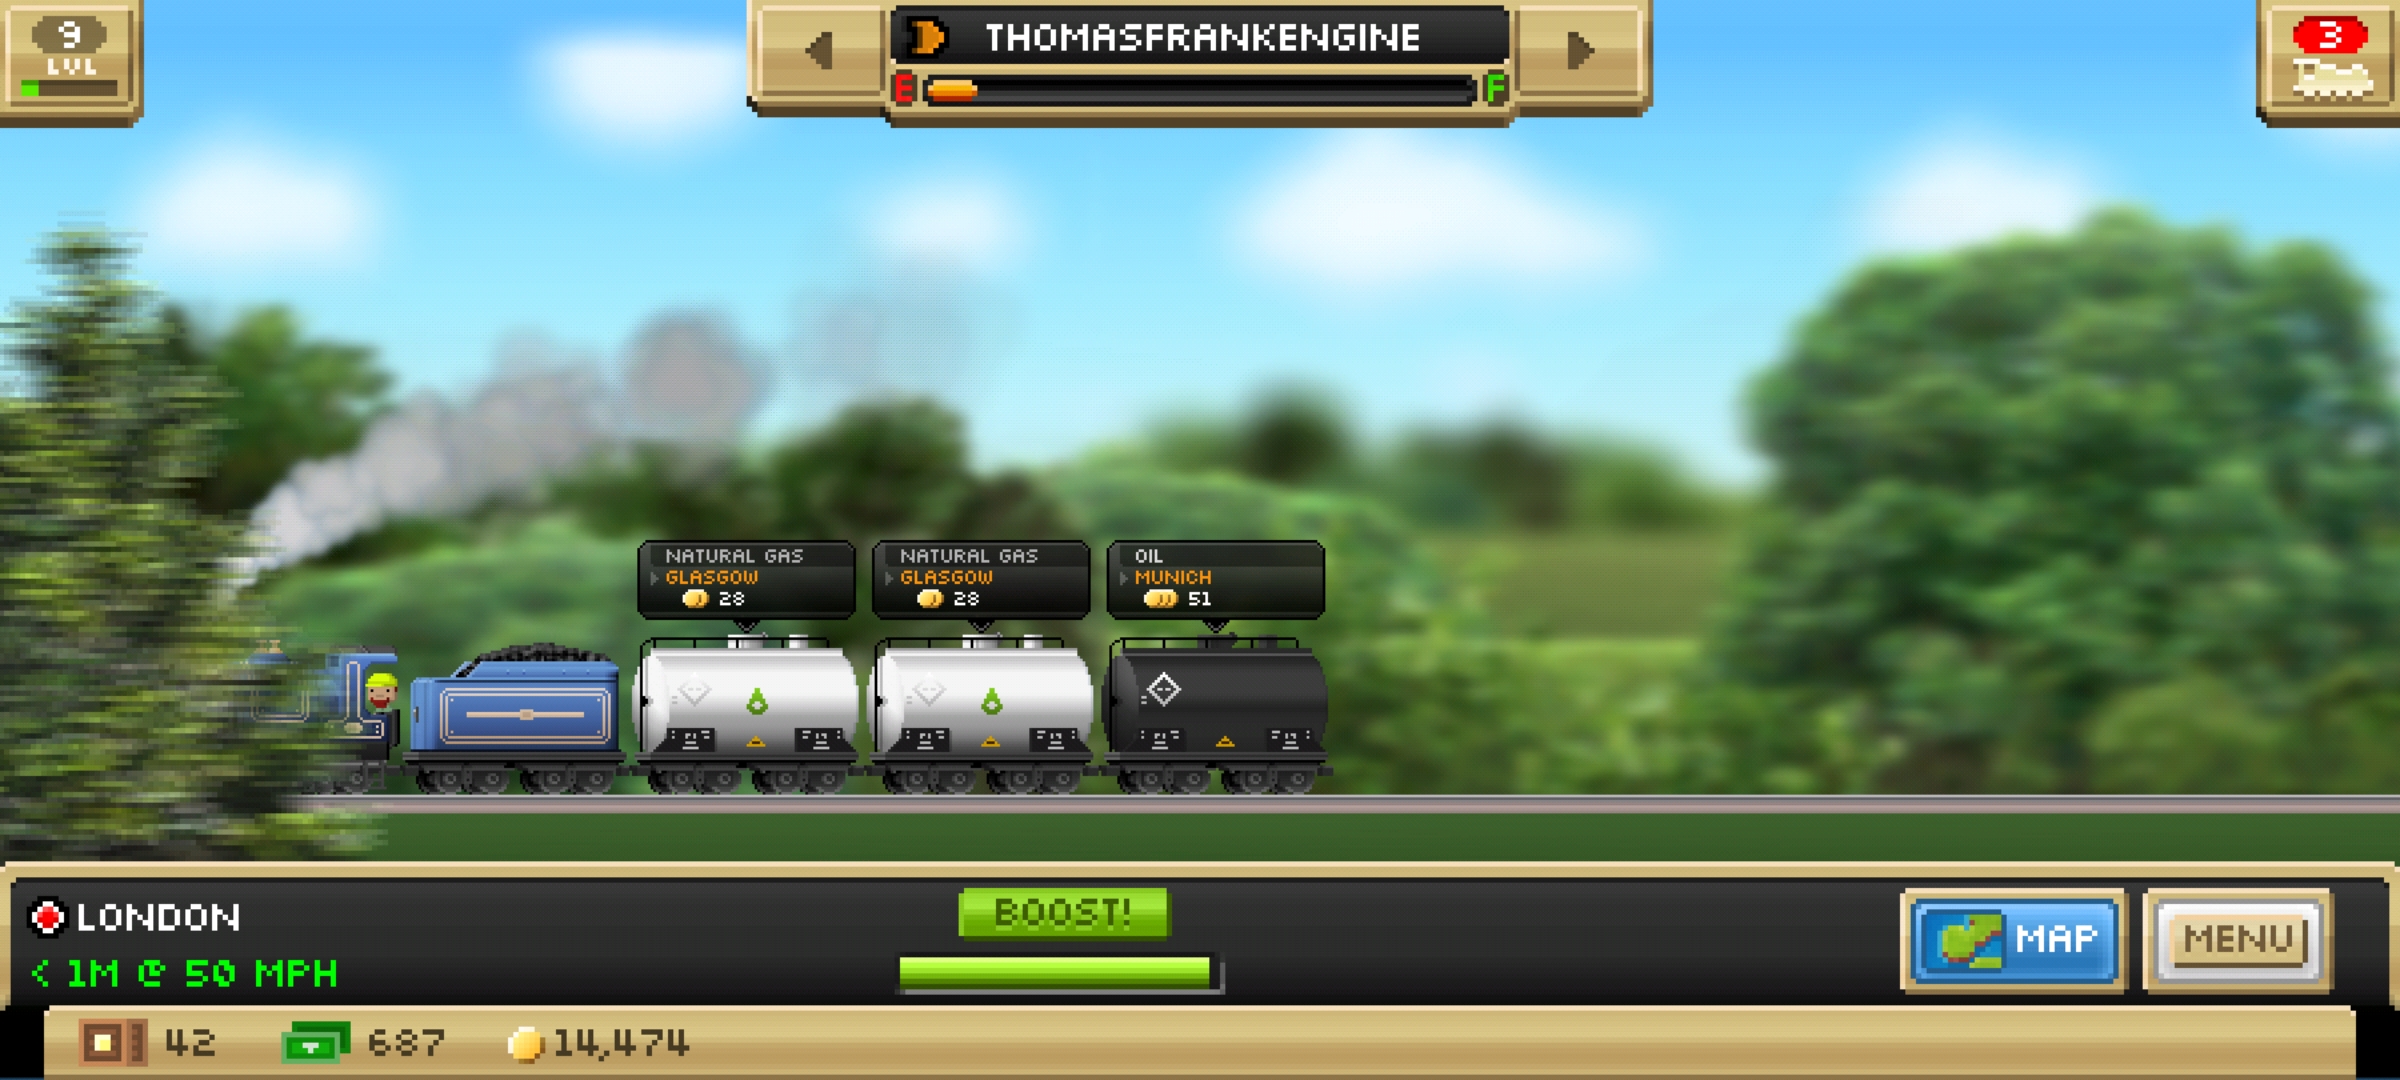 9
LVL
THOMASFRANKENGINE
E
F
3
NATURAL GAS
GLASGOW
28
NATURAL GAS
GLASGOW
28
OIL
MUNICH
51
LONDON
< 1M @ 50 MPH
BOOST!
MAP
MENU
42
687
14,474